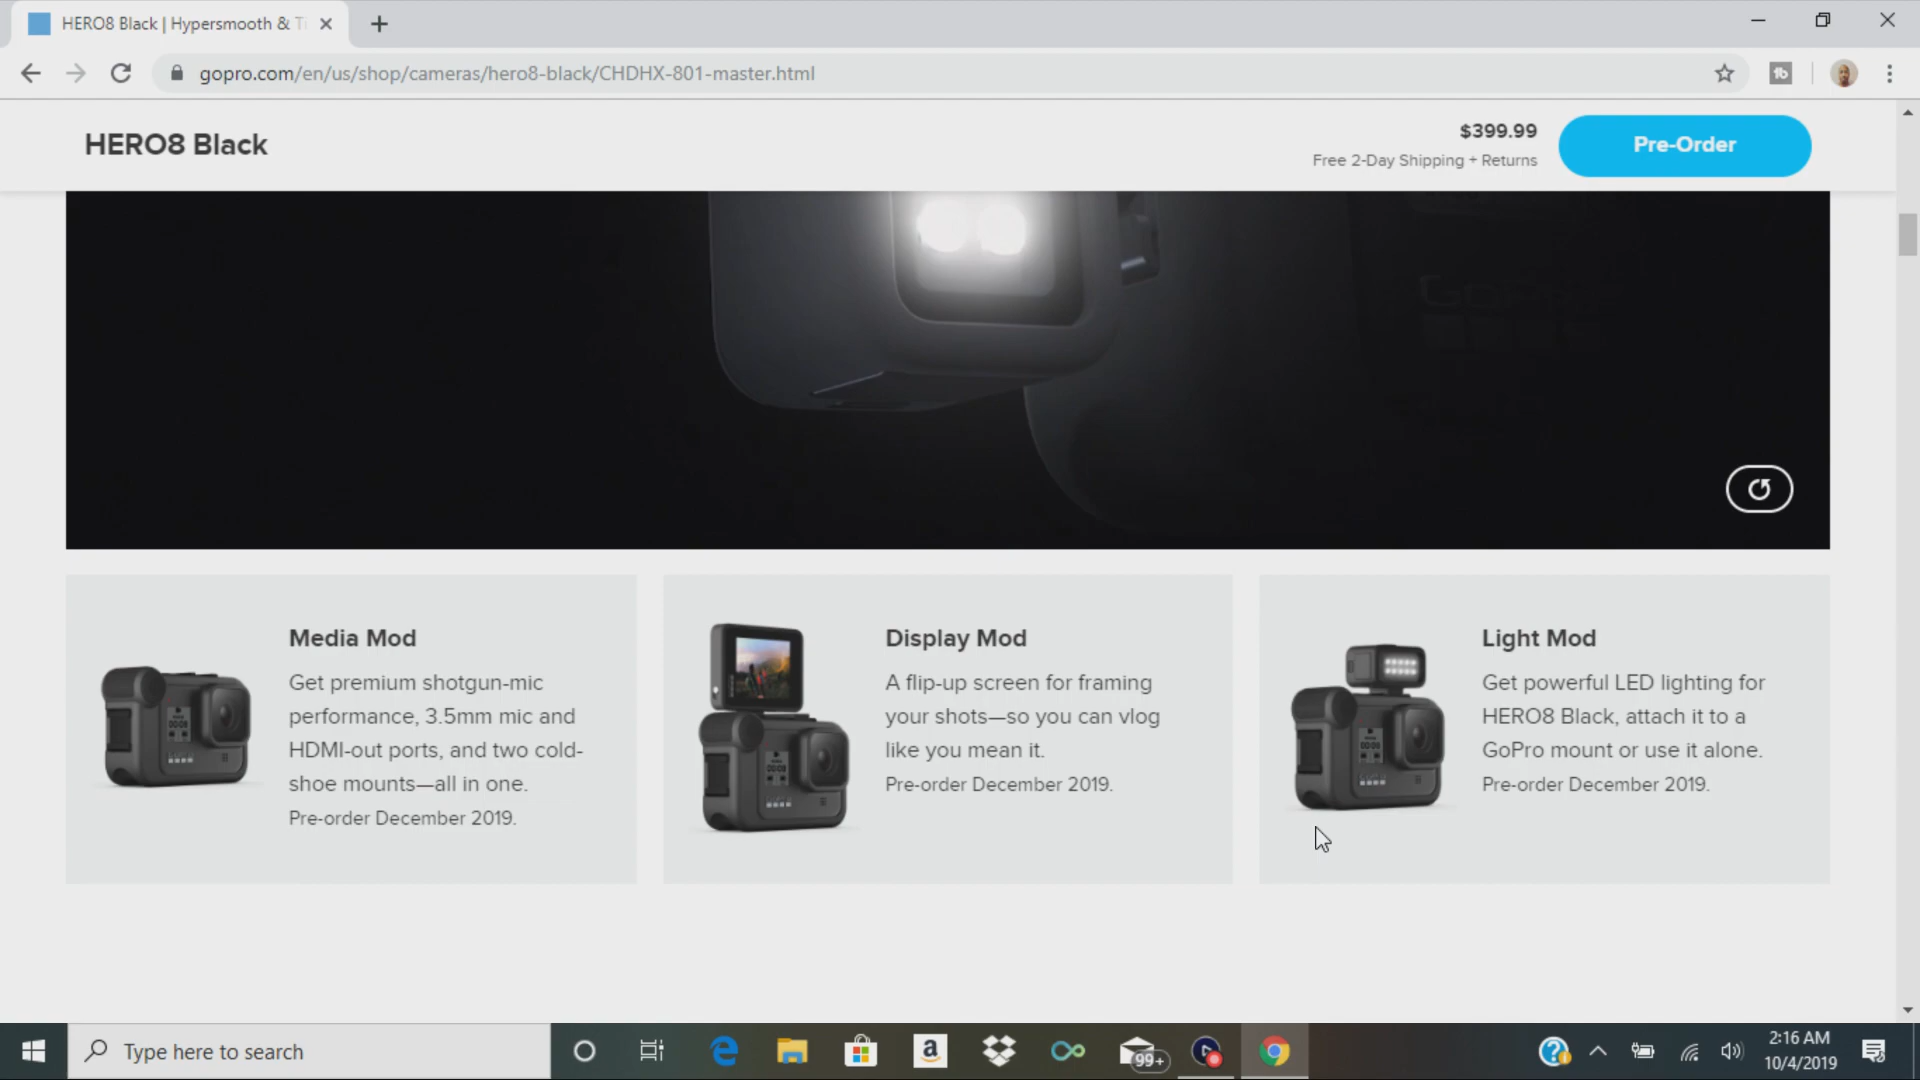 HERO8 Black | Hypersmooth & Ti
gopro.com/en/us/shop/cameras/hero8-black/CHDHX-801-master.html
HERO8 Black
$399.99
Free 2-Day Shipping + Returns
Pre-Order
Media Mod
Get premium shotgun-mic
performance, 3.5mm mic and
HDMI-out ports, and two cold-
shoe mounts—all in one.
Pre-order December 2019.
Display Mod
A flip-up screen for framing
your shots—so you can vlog
like you mean it.
Pre-order December 2019.
Light Mod
Get powerful LED lighting for
HERO8 Black, attach it to a
GoPro mount or use it alone.
Pre-order December 2019.
Type here to search
99+
2:16 AM
10/4/2019